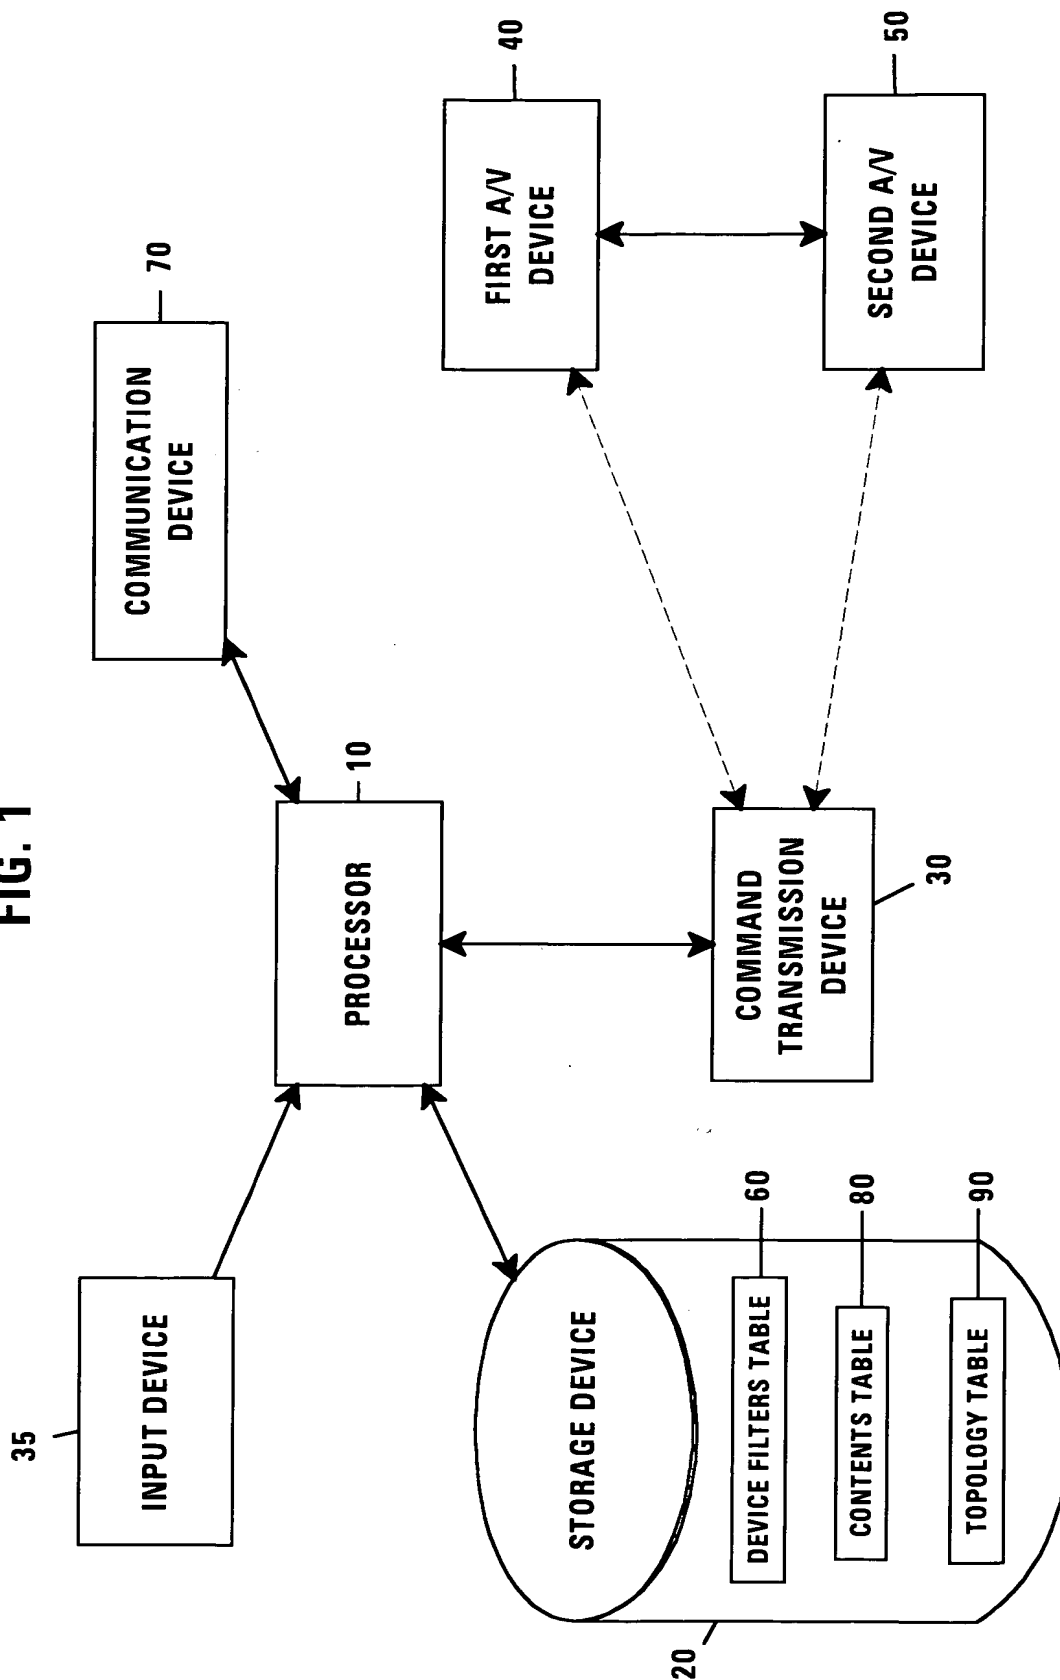 FIG. 1
35
INPUT DEVICE
PROCESSOR
10
COMMUNICATION
DEVICE
70
STORAGE DEVICE
20
DEVICE FILTERS TABLE
60
CONTENTS TABLE
80
TOPOLOGY TABLE
90
COMMAND
TRANSMISSION
DEVICE
30
FIRST A/V
DEVICE
40
SECOND A/V
DEVICE
50